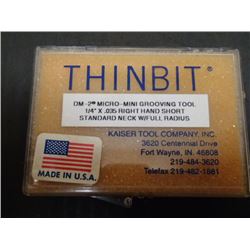 THINBIT®
DM-2® MICRO-MINI GROOVING TOOL
1/4" X .035 RIGHT HAND SHORT
STANDARD NECK W/FULL RADIUS
KAISER TOOL COMPANY, INC.
3620 Centennial Drive
Fort Wayne, IN. 46808
219-484-3620
Telefax 219-482-1881
MADE IN U.S.A.